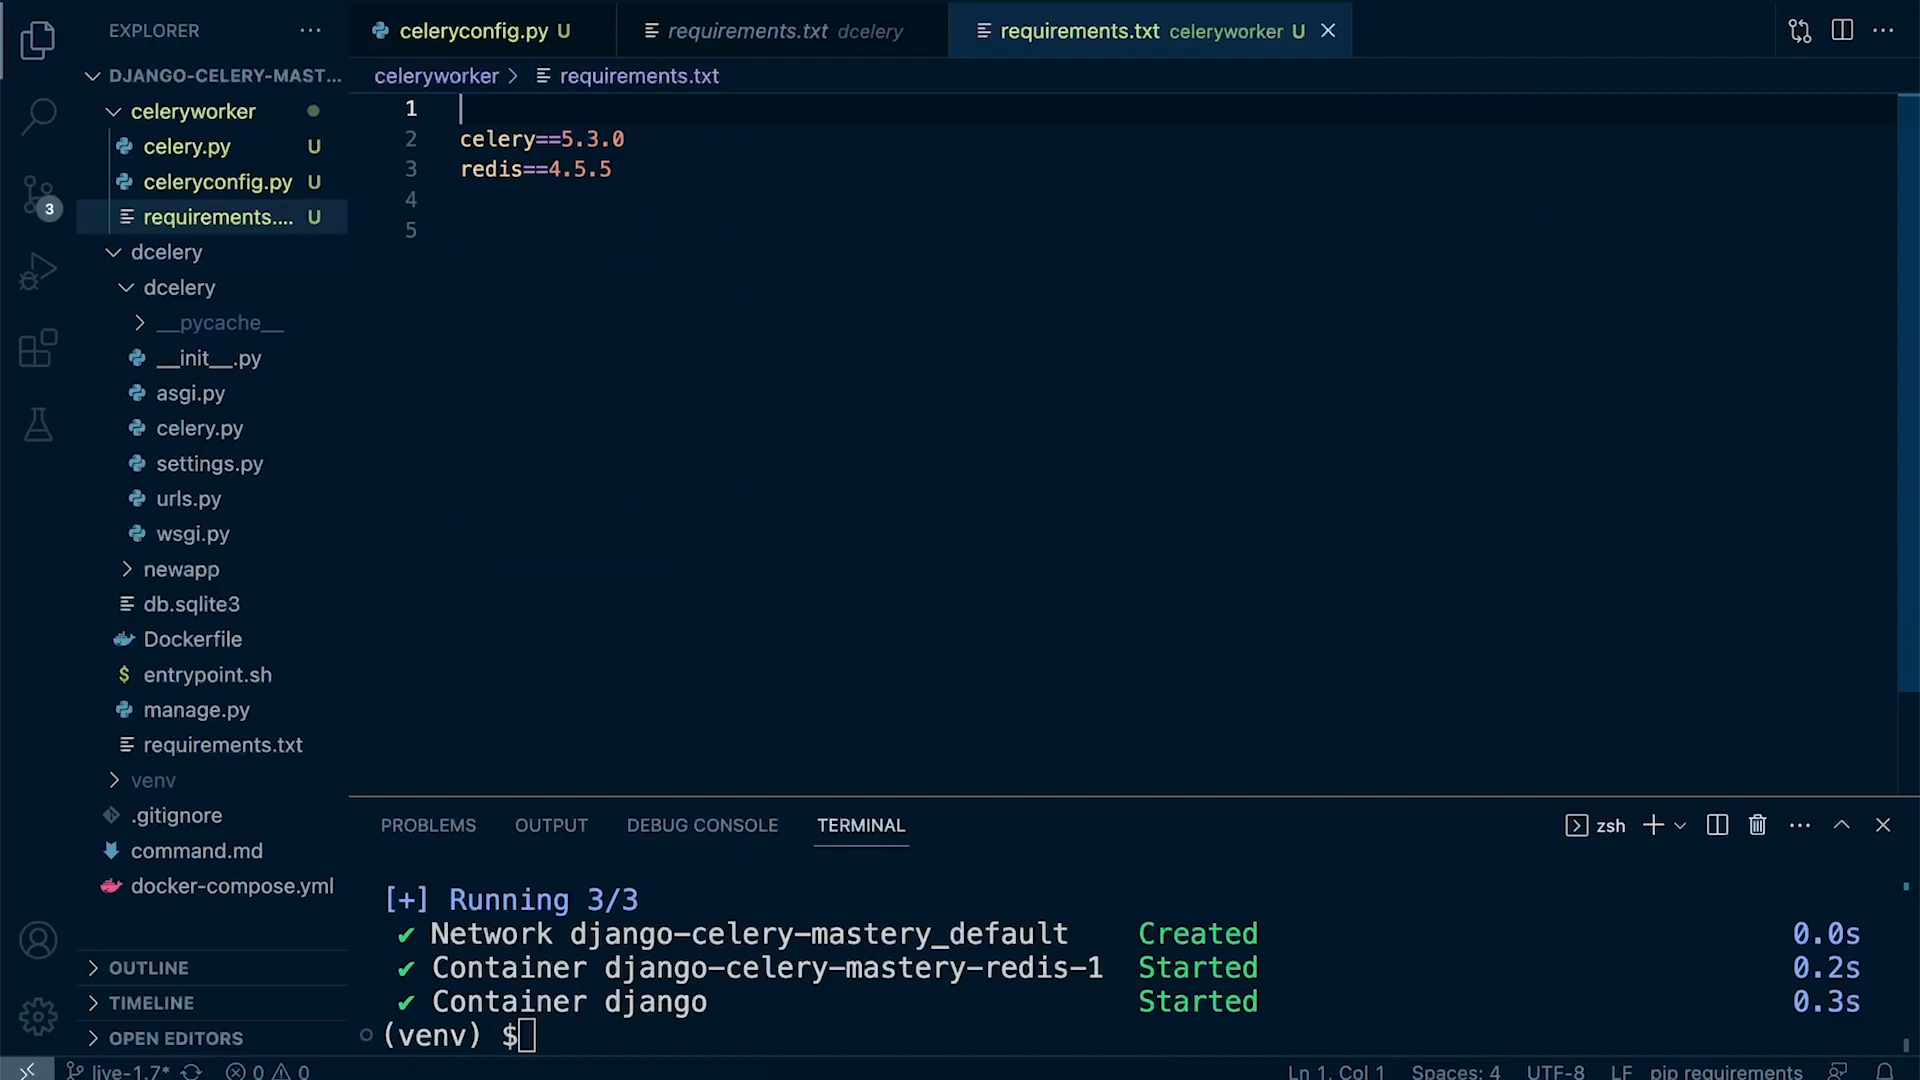 EXPLORER
DJANGO-CELERY-MAST...
celeryworker
celery.py U
celeryconfig.py U
requirements.... U
dcelery
dcelery
__pycache__
__init__.py
asgi.py
celery.py
settings.py
urls.py
wsgi.py
newapp
db.sqlite3
Dockerfile
entrypoint.sh
manage.py
requirements.txt
venv
.gitignore
command.md
docker-compose.yml
OUTLINE
TIMELINE
OPEN EDITORS
3
celeryconfig.py U
requirements.txt dcelery
requirements.txt celeryworker U
celeryworker > requirements.txt
1
2 celery==5.3.0
3 redis==4.5.5
4
5
PROBLEMS OUTPUT DEBUG CONSOLE TERMINAL
zsh
[+] Running 3/3
✔ Network django-celery-mastery_default Created 0.0s
✔ Container django-celery-mastery-redis-1 Started 0.2s
✔ Container django Started 0.3s
(venv) $
live-1.7* 0 0 Ln 1, Col 1 Spaces: 4 UTF-8 LF pip requirements